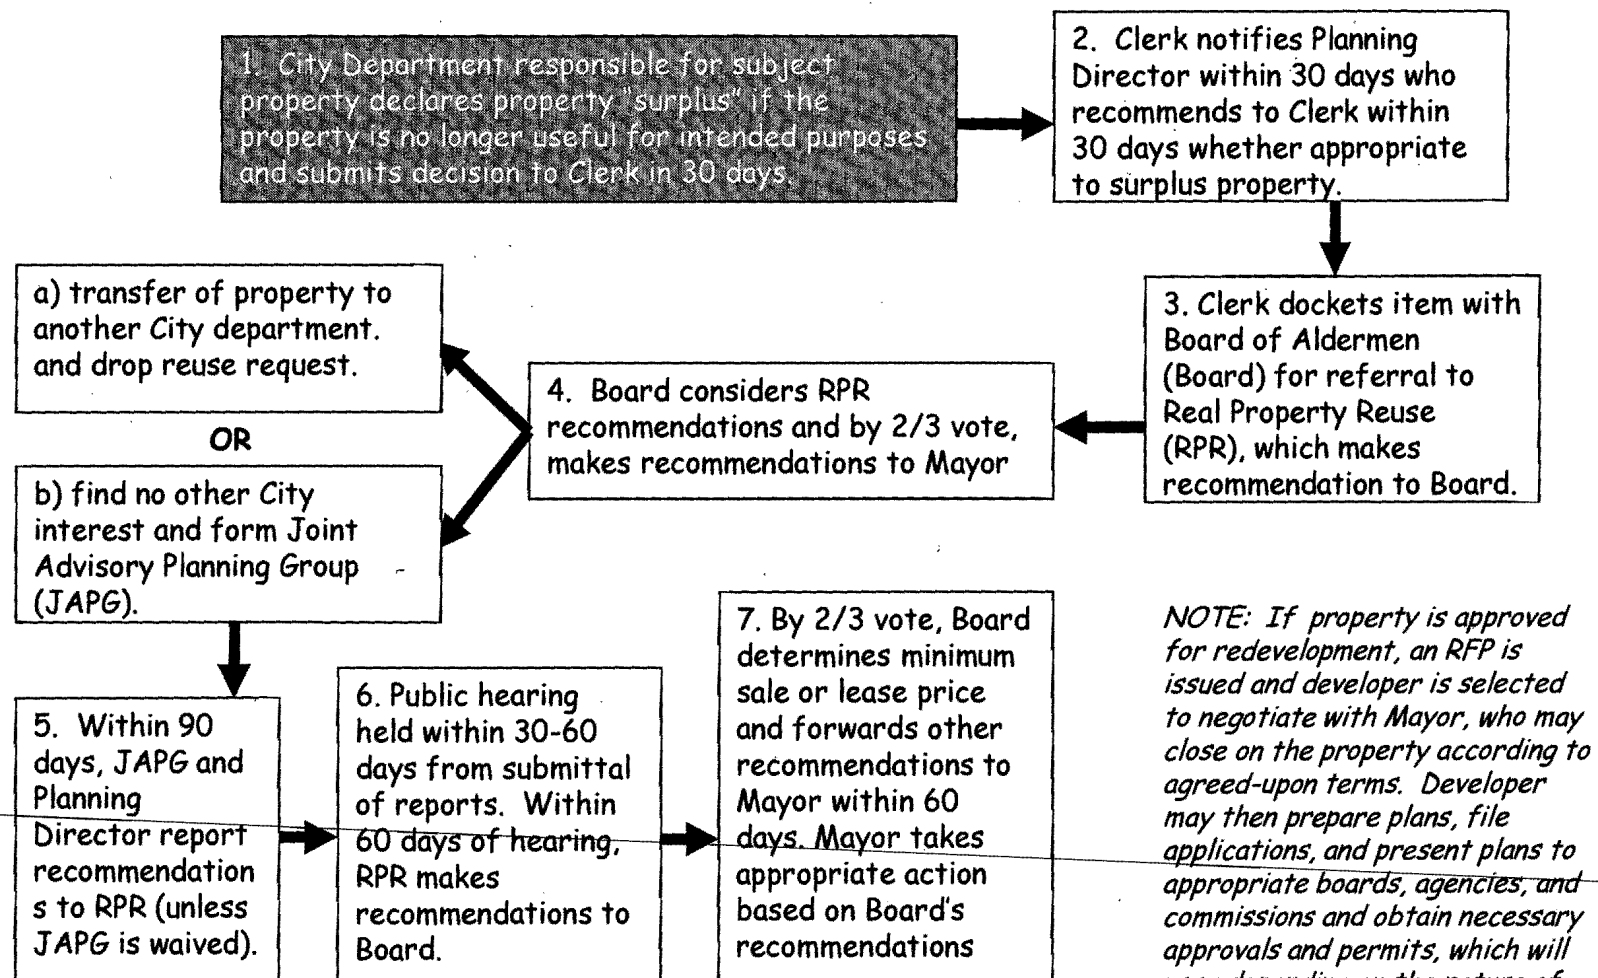 1. City Department responsible for subject
property declares property "surplus" if the
property is no longer useful for intended purposes
and submits decision to Clerk in 30 days.
2. Clerk notifies Planning
Director within 30 days who
recommends to Clerk within
30 days whether appropriate
to surplus property.
3. Clerk dockets item with
Board of Aldermen
(Board) for referral to
Real Property Reuse
(RPR), which makes
recommendation to Board.
4. Board considers RPR
recommendations and by 2/3 vote,
makes recommendations to Mayor
a) transfer of property to
another City department.
and drop reuse request.
OR
b) find no other City
interest and form Joint
Advisory Planning Group
(JAPG).
5. Within 90
days, JAPG and
Planning
Director report
recommendation
s to RPR (unless
JAPG is waived).
6. Public hearing
held within 30-60
days from submittal
of reports. Within
60 days of hearing,
RPR makes
recommendations to
Board.
7. By 2/3 vote, Board
determines minimum
sale or lease price
and forwards other
recommendations to
Mayor within 60
days. Mayor takes
appropriate action
based on Board's
recommendations
NOTE: If property is approved
for redevelopment, an RFP is
issued and developer is selected
to negotiate with Mayor, who may
close on the property according to
agreed-upon terms. Developer
may then prepare plans, file
applications, and present plans to
appropriate boards, agencies, and
commissions and obtain necessary
approvals and permits, which will